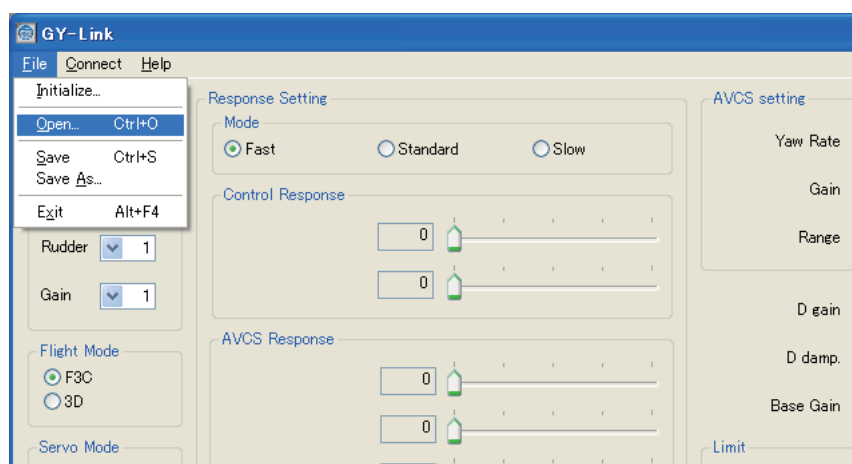 GY-Link
File Connect Help
Initialize...
Open... Ctrl+O
Save Ctrl+S
Save As...
Exit Alt+F4
Rudder 1
Gain 1
Flight Mode
F3C
3D
Servo Mode
Response Setting
Mode
Fast Standard Slow
Control Response
0
0
AVCS Response
0
0
AVCS setting
Yaw Rate
Gain
Range
D gain
D damp.
Base Gain
Limit